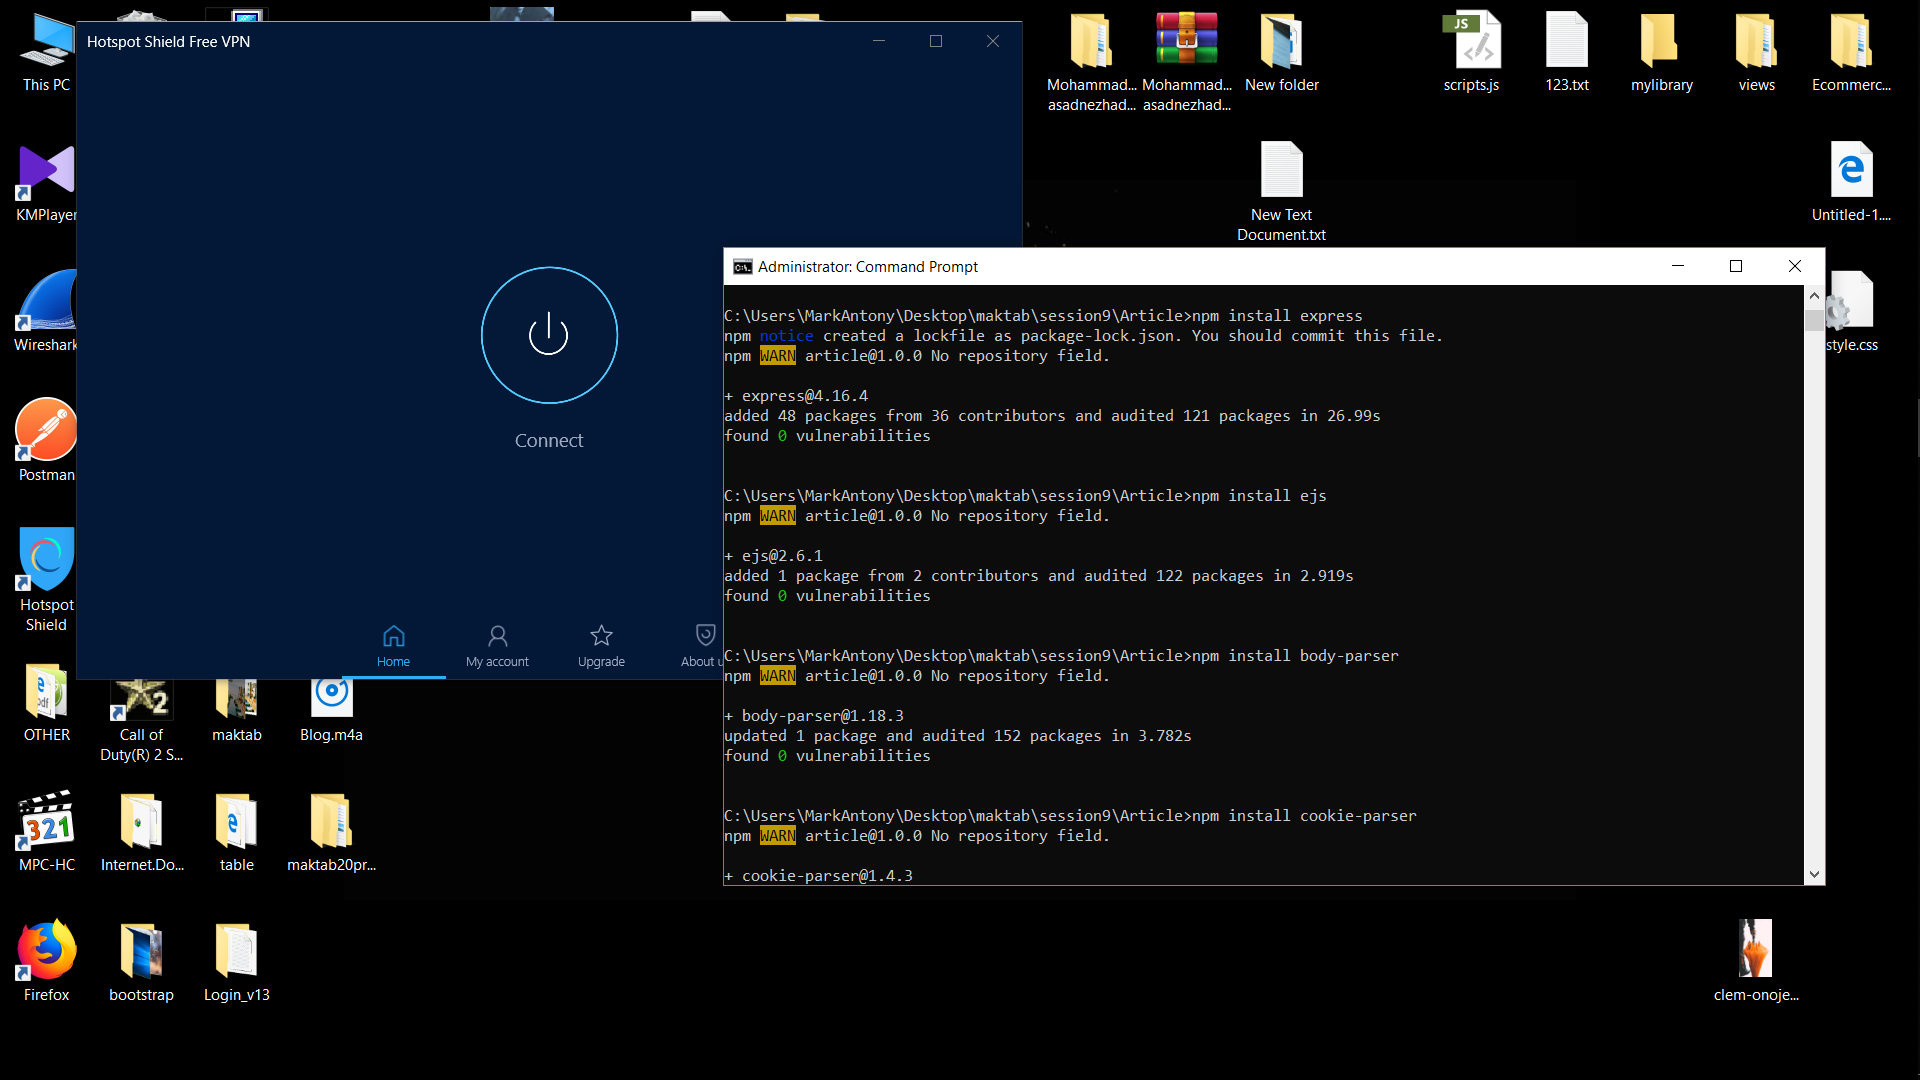 Hotspot Shield Free VPN
Connect
Home
My account
Upgrade
About u
Administrator: Command Prompt
C:\Users\MarkAntony\Desktop\maktab\session9\Article>npm install express
npm notice created a lockfile as package-lock.json. You should commit this file.
npm WARN article@1.0.0 No repository field.
+ express@4.16.4
added 48 packages from 36 contributors and audited 121 packages in 26.99s
found 0 vulnerabilities
C:\Users\MarkAntony\Desktop\maktab\session9\Article>npm install ejs
npm WARN article@1.0.0 No repository field.
+ ejs@2.6.1
added 1 package from 2 contributors and audited 122 packages in 2.919s
found 0 vulnerabilities
C:\Users\MarkAntony\Desktop\maktab\session9\Article>npm install body-parser
npm WARN article@1.0.0 No repository field.
+ body-parser@1.18.3
updated 1 package and audited 152 packages in 3.782s
found 0 vulnerabilities
C:\Users\MarkAntony\Desktop\maktab\session9\Article>npm install cookie-parser
npm WARN article@1.0.0 No repository field.
+ cookie-parser@1.4.3
This PC
KMPlayer
Wireshark
Postman
Hotspot
Shield
OTHER
Call of
Duty(R) 2 S...
maktab
Blog.m4a
MPC-HC
Internet.Do...
table
maktab20pr...
Firefox
bootstrap
Login_v13
Mohammad...
asadnezhad...
Mohammad...
asadnezhad...
New folder
JS
scripts.js
123.txt
mylibrary
views
Ecommerc...
New Text
Document.txt
Untitled-1....
style.css
clem-onoje...
321
2
pdf
C:\.